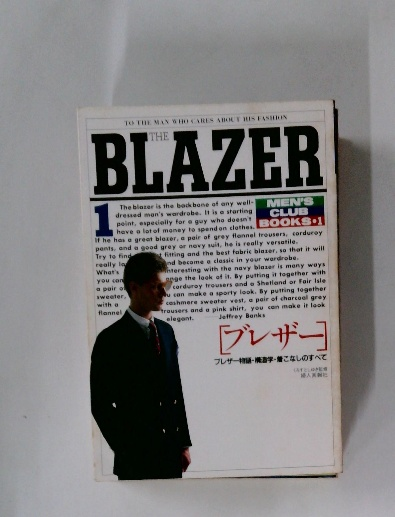 TO THE MAN WHO CARES ABOUT HIS FASHION
THE
BLAZER
1
MEN'S
CLUB
BOOKS•1
The blazer is the backbone of any well-
dressed man's wardrobe. It is a starting
point, especially for a guy who doesn't
have a lot of money to spend on clothes.
If he has a great blazer, a pair of grey flannel trousers, corduroy
pants, and a good grey or navy suit, he is really versatile.
Try to find fitting and the best fabric blazer, so that it will
really and become a classic in your wardrobe.
What's interesting with the navy blazer is many ways
you can the look of it. By putting it together with
a pair corduroy trousers and a Shetland or Fair Isle
sweater, you can make a sporty look. By putting together
with a cashmere sweater vest, a pair of charcoal grey
flannel trousers and a pink shirt, you can make it look
elegant. Jeffrey Banks
[ブレザー]
ブレザー物語・構造学・着こなしのすべて
婦人画報社